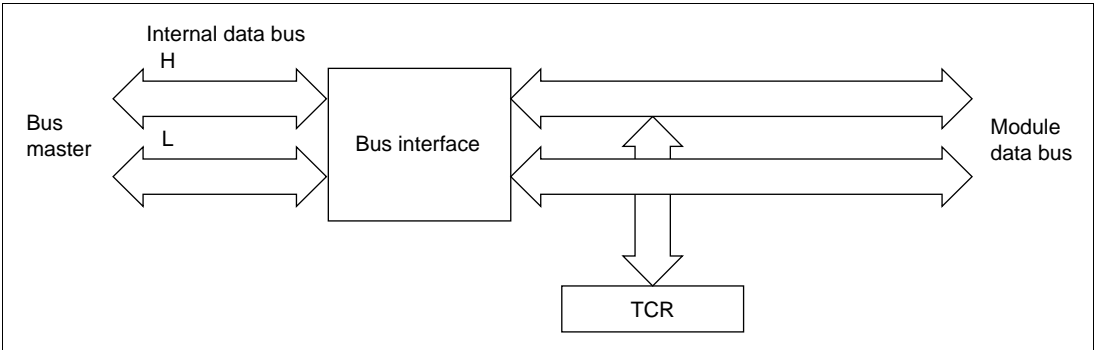 Internal data bus
H
Bus
master
L
Bus interface
Module
data bus
TCR